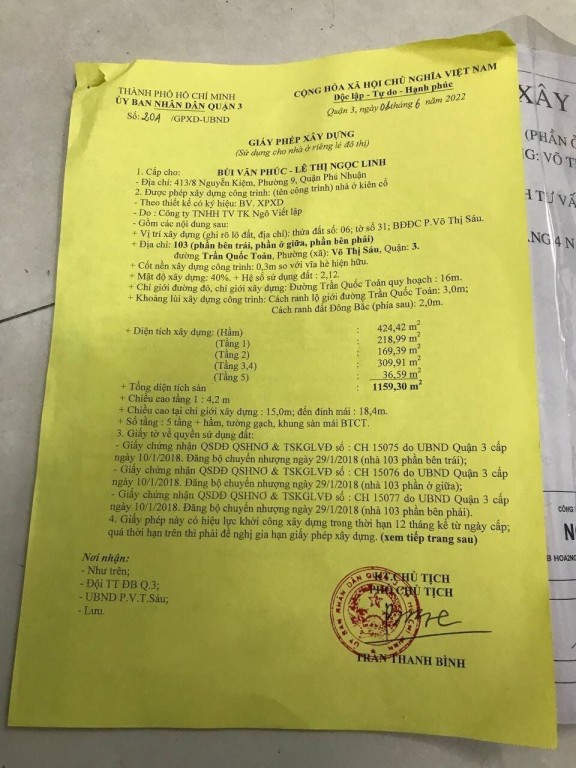 THÀNH PHỐ HỒ CHÍ MINH
ỦY BAN NHÂN DÂN QUẬN 3
Số: 201 /GPXD-UBND
CỘNG HÒA XÃ HỘI CHỦ NGHĨA VIỆT NAM
Độc lập - Tự do - Hạnh phúc
Quận 3, ngày 06 tháng 6 năm 2022
GIẤY PHÉP XÂY DỰNG
(Sử dụng cho nhà ở riêng lẻ đô thị)
1. Cấp cho: BÙI VĂN PHÚC - LÊ THỊ NGỌC LINH
- Địa chỉ: 413/8 Nguyễn Kiệm, Phường 9, Quận Phú Nhuận
2. Được phép xây dựng công trình: (tên công trình) nhà ở kiên cố
- Theo thiết kế có ký hiệu: BV. XPXD
- Do : Công ty TNHH TV TK Ngô Viết lập
- Gồm các nội dung sau:
+ Vị trí xây dựng (ghi rõ lô đất, địa chỉ): thửa đất số: 06; tờ số 31; BĐĐC P.Võ Thị Sáu.
+ Địa chỉ: 103 (phần bên trái, phần ở giữa, phần bên phải)
đường Trần Quốc Toản, Phường (xã): Võ Thị Sáu, Quận: 3.
+ Cốt nền xây dựng công trình: 0,3m so với vỉa hè hiện hữu.
+ Mật độ xây dựng: 40%. + Hệ số sử dụng đất : 2,12.
+ Chỉ giới đường đỏ, chỉ giới xây dựng: Đường Trần Quốc Toản quy hoạch : 16m.
+ Khoảng lùi xây dựng công trình: Cách ranh lộ giới đường Trần Quốc Toản: 3,0m;
Cách ranh đất Đông Bắc (phía sau): 2,0m.
+ Diện tích xây dựng: (Hầm) : 424,42 m²
(Tầng 1) : 218,99 m²
(Tầng 2) : 169,39 m²
(Tầng 3,4) : 309,91 m²
(Tầng 5) : 36,59 m²
+ Tổng diện tích sàn : 1159,30 m²
+ Chiều cao tầng 1 : 4,2 m
+ Chiều cao tại chỉ giới xây dựng : 15,0m; đến đỉnh mái : 18,4m.
+ Số tầng : 5 tầng + hầm, tường gạch, khung sàn mái BTCT.
3. Giấy tờ về quyền sử dụng đất:
- Giấy chứng nhận QSDĐ QSHNƠ & TSKGLVĐ số : CH 15075 do UBND Quận 3 cấp
ngày 10/1/2018. Đăng bộ chuyển nhượng ngày 29/1/2018 (nhà 103 phần bên trái);
- Giấy chứng nhận QSDĐ QSHNƠ & TSKGLVĐ số : CH 15076 do UBND Quận 3 cấp
ngày 10/1/2018. Đăng bộ chuyển nhượng ngày 29/1/2018 (nhà 103 phần ở giữa);
- Giấy chứng nhận QSDĐ QSHNƠ & TSKGLVĐ số : CH 15077 do UBND Quận 3 cấp
ngày 10/1/2018. Đăng bộ chuyển nhượng ngày 29/1/2018 (nhà 103 phần bên phải).
4. Giấy phép này có hiệu lực khởi công xây dựng trong thời hạn 12 tháng kể từ ngày cấp;
quá thời hạn trên thì phải đề nghị gia hạn giấy phép xây dựng. (xem tiếp trang sau)
Nơi nhận:
- Như trên;
- Đội TT ĐB Q.3;
- UBND P.V.T.Sáu;
- Lưu.
KT.CHỦ TỊCH
PHÓ CHỦ TỊCH
TRẦN THANH BÌNH
XÂY
(PHẦN
VÕ T
TƯ VẤ
4 N
CÔNG